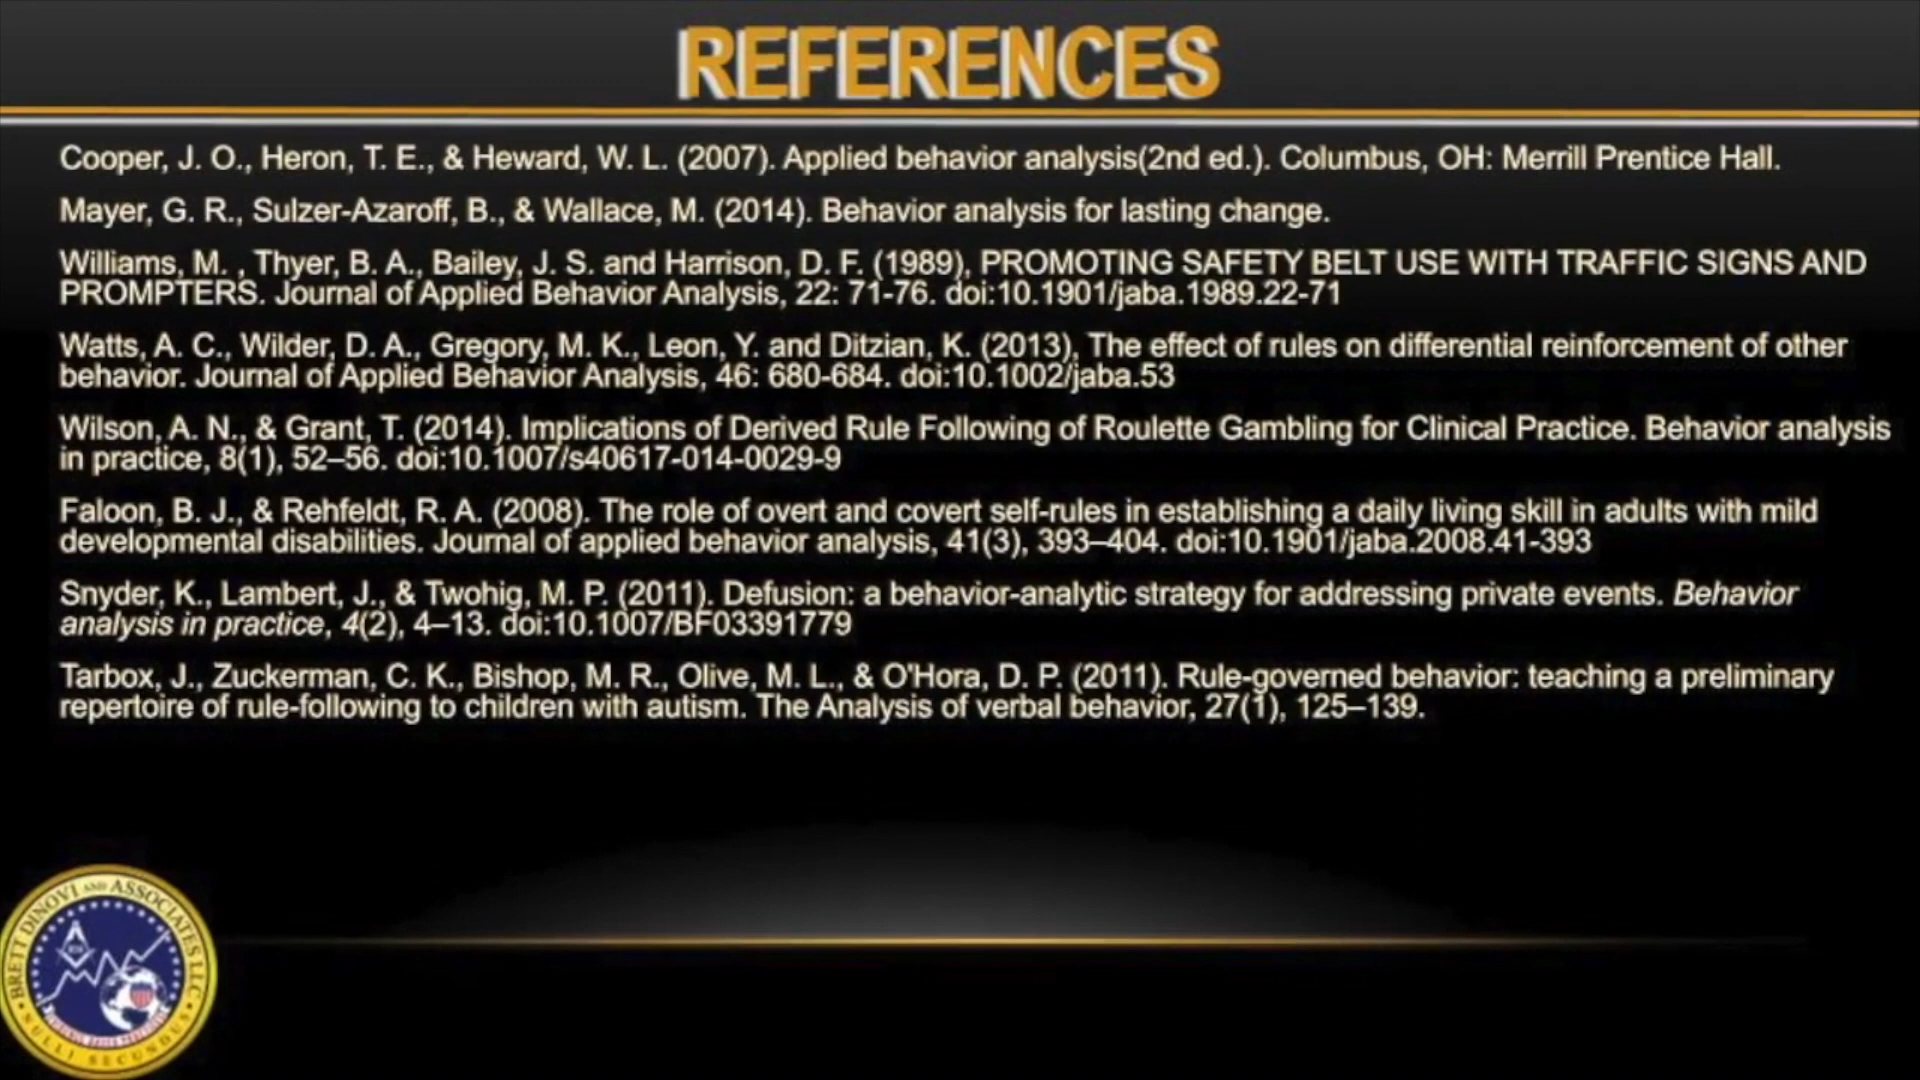 REFERENCES
Cooper, J. O., Heron, T. E., & Heward, W. L. (2007). Applied behavior analysis(2nd ed.). Columbus, OH: Merrill Prentice Hall.
Mayer, G. R., Sulzer-Azaroff, B., & Wallace, M. (2014). Behavior analysis for lasting change.
Williams, M. , Thyer, B. A., Bailey, J. S. and Harrison, D. F. (1989), PROMOTING SAFETY BELT USE WITH TRAFFIC SIGNS AND
PROMPTERS. Journal of Applied Behavior Analysis, 22: 71-76. doi:10.1901/jaba.1989.22-71
Watts, A. C., Wilder, D. A., Gregory, M. K., Leon, Y. and Ditzian, K. (2013), The effect of rules on differential reinforcement of other
behavior. Journal of Applied Behavior Analysis, 46: 680-684. doi:10.1002/jaba.53
Wilson, A. N., & Grant, T. (2014). Implications of Derived Rule Following of Roulette Gambling for Clinical Practice. Behavior analysis
in practice, 8(1), 52–56. doi:10.1007/s40617-014-0029-9
Faloon, B. J., & Rehfeldt, R. A. (2008). The role of overt and covert self-rules in establishing a daily living skill in adults with mild
developmental disabilities. Journal of applied behavior analysis, 41(3), 393–404. doi:10.1901/jaba.2008.41-393
Snyder, K., Lambert, J., & Twohig, M. P. (2011). Defusion: a behavior-analytic strategy for addressing private events. Behavior
analysis in practice, 4(2), 4–13. doi:10.1007/BF03391779
Tarbox, J., Zuckerman, C. K., Bishop, M. R., Olive, M. L., & O'Hora, D. P. (2011). Rule-governed behavior: teaching a preliminary
repertoire of rule-following to children with autism. The Analysis of verbal behavior, 27(1), 125–139.
BRETT DINOVI AND ASSOCIATES LLC
NULLI SECUNDUS